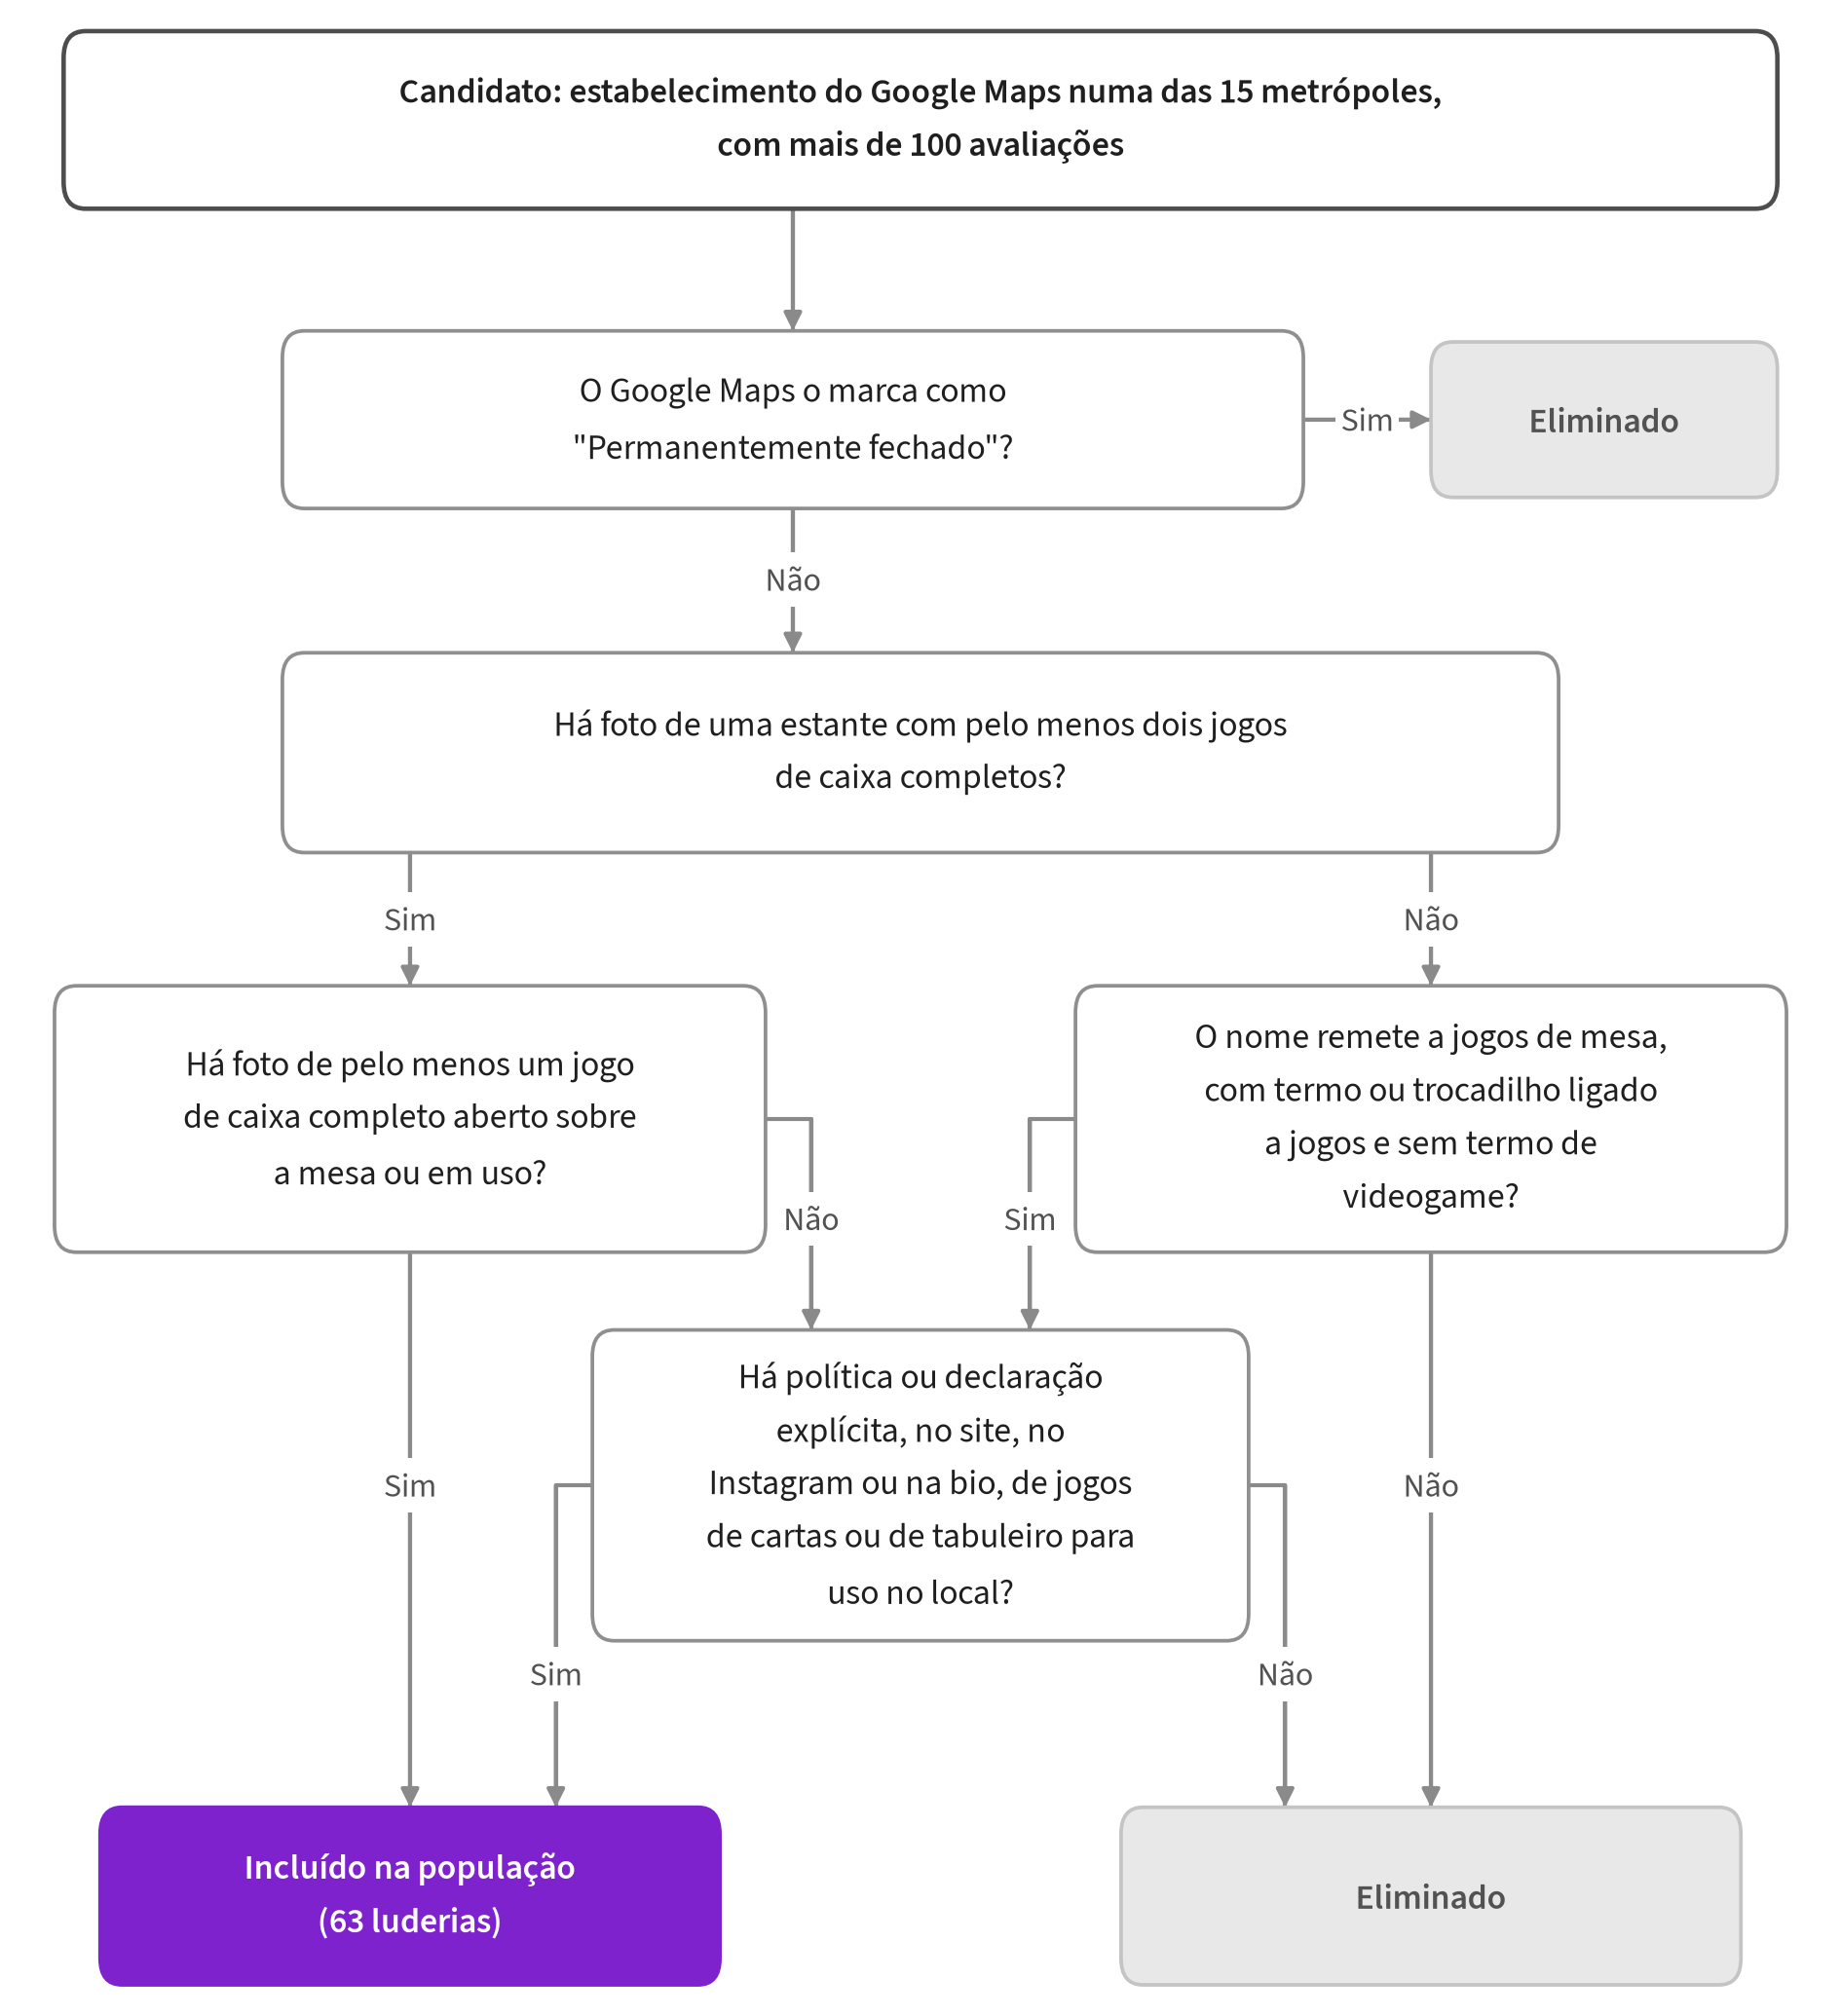 Candidato: estabelecimento do Google Maps numa das 15 metrópoles,
com mais de 100 avaliações
O Google Maps o marca como
"Permanentemente fechado"?
Sim
Eliminado
Não
Há foto de uma estante com pelo menos dois jogos
de caixa completos?
Sim
Não
Há foto de pelo menos um jogo
de caixa completo aberto sobre
a mesa ou em uso?
O nome remete a jogos de mesa,
com termo ou trocadilho ligado
a jogos e sem termo de
videogame?
Não
Sim
Há política ou declaração
explícita, no site, no
Instagram ou na bio, de jogos
de cartas ou de tabuleiro para
uso no local?
Sim
Não
Sim
Não
Incluído na população
(63 luderias)
Eliminado